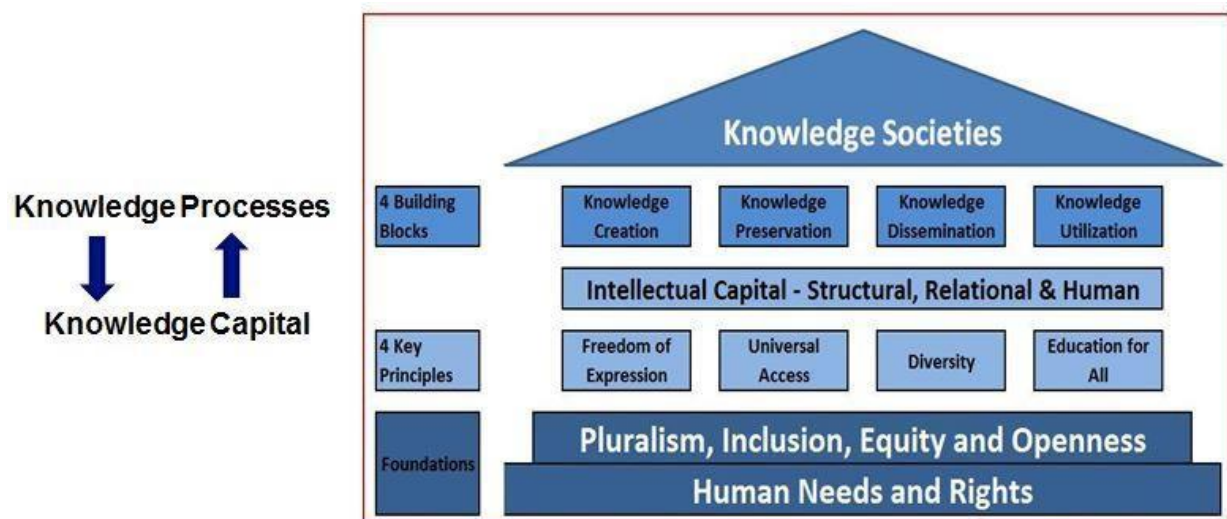 Knowledge Societies
Knowledge Processes
Knowledge Capital
4 Building
Blocks
Knowledge
Creation
Knowledge
Preservation
Knowledge
Dissemination
Knowledge
Utilization
Intellectual Capital - Structural, Relational & Human
4 Key
Principles
Freedom of
Expression
Universal
Access
Diversity
Education for
All
Foundations
Pluralism, Inclusion, Equity and Openness
Human Needs and Rights